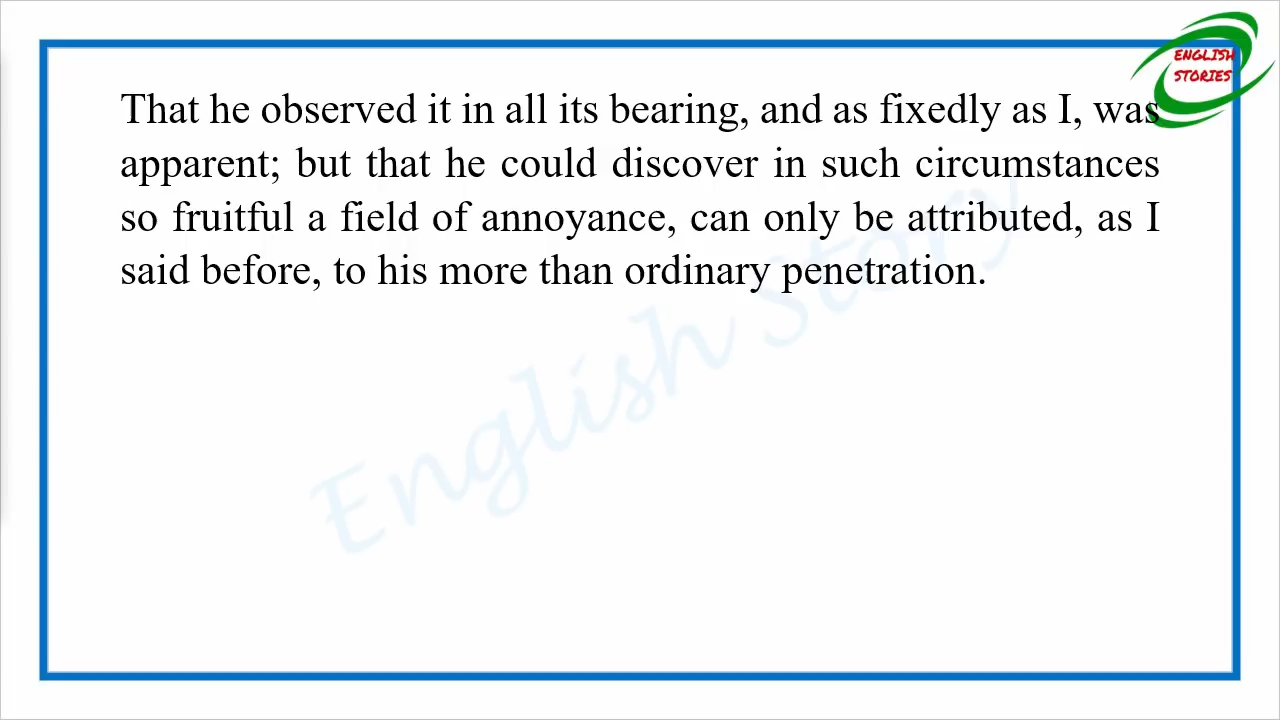 ENGLISH
STORIES
That he observed it in all its bearing, and as fixedly as I, was
apparent; but that he could discover in such circumstances
so fruitful a field of annoyance, can only be attributed, as I
said before, to his more than ordinary penetration.
English Story